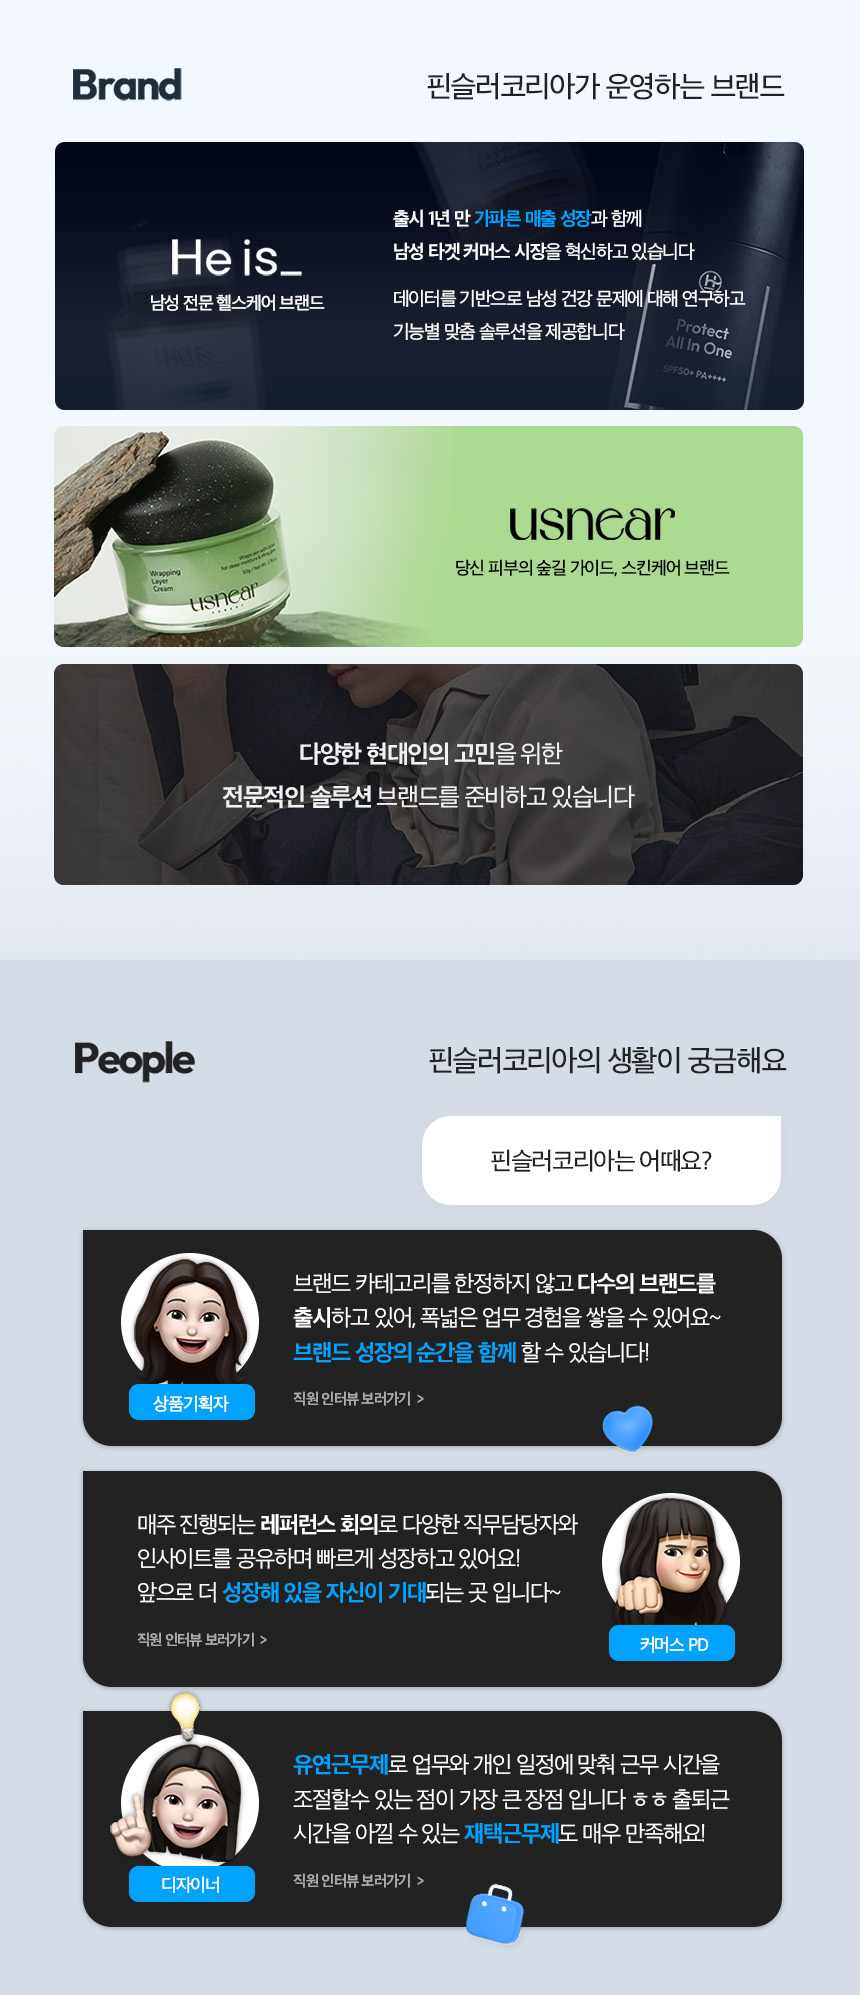 Brand
핀슬러코리아가 운영하는 브랜드
He is_
남성 전문 헬스케어 브랜드
출시 1년 만 가파른 매출 성장과 함께
남성 타겟 커머스 시장을 혁신하고 있습니다
데이터를 기반으로 남성 건강 문제에 대해 연구하고
기능별 맞춤 솔루션을 제공합니다
Protect
All In One
SPF50+ PA++++
Wrapping
Layer
Cream
usnear
FOREST
usnear
당신 피부의 숲길 가이드, 스킨케어 브랜드
다양한 현대인의 고민을 위한
전문적인 솔루션 브랜드를 준비하고 있습니다
People
핀슬러코리아의 생활이 궁금해요
핀슬러코리아는 어때요?
브랜드 카테고리를 한정하지 않고 다수의 브랜드를
출시하고 있어, 폭넓은 업무 경험을 쌓을 수 있어요~
브랜드 성장의 순간을 함께 할 수 있습니다!
직원 인터뷰 보러가기 >
상품기획자
매주 진행되는 레퍼런스 회의로 다양한 직무담당자와
인사이트를 공유하며 빠르게 성장하고 있어요!
앞으로 더 성장해 있을 자신이 기대되는 곳 입니다~
직원 인터뷰 보러가기 >
커머스 PD
유연근무제로 업무와 개인 일정에 맞춰 근무 시간을
조절할수 있는 점이 가장 큰 장점 입니다 ㅎㅎ 출퇴근
시간을 아낄 수 있는 재택근무제도 매우 만족해요!
직원 인터뷰 보러가기 >
디자이너